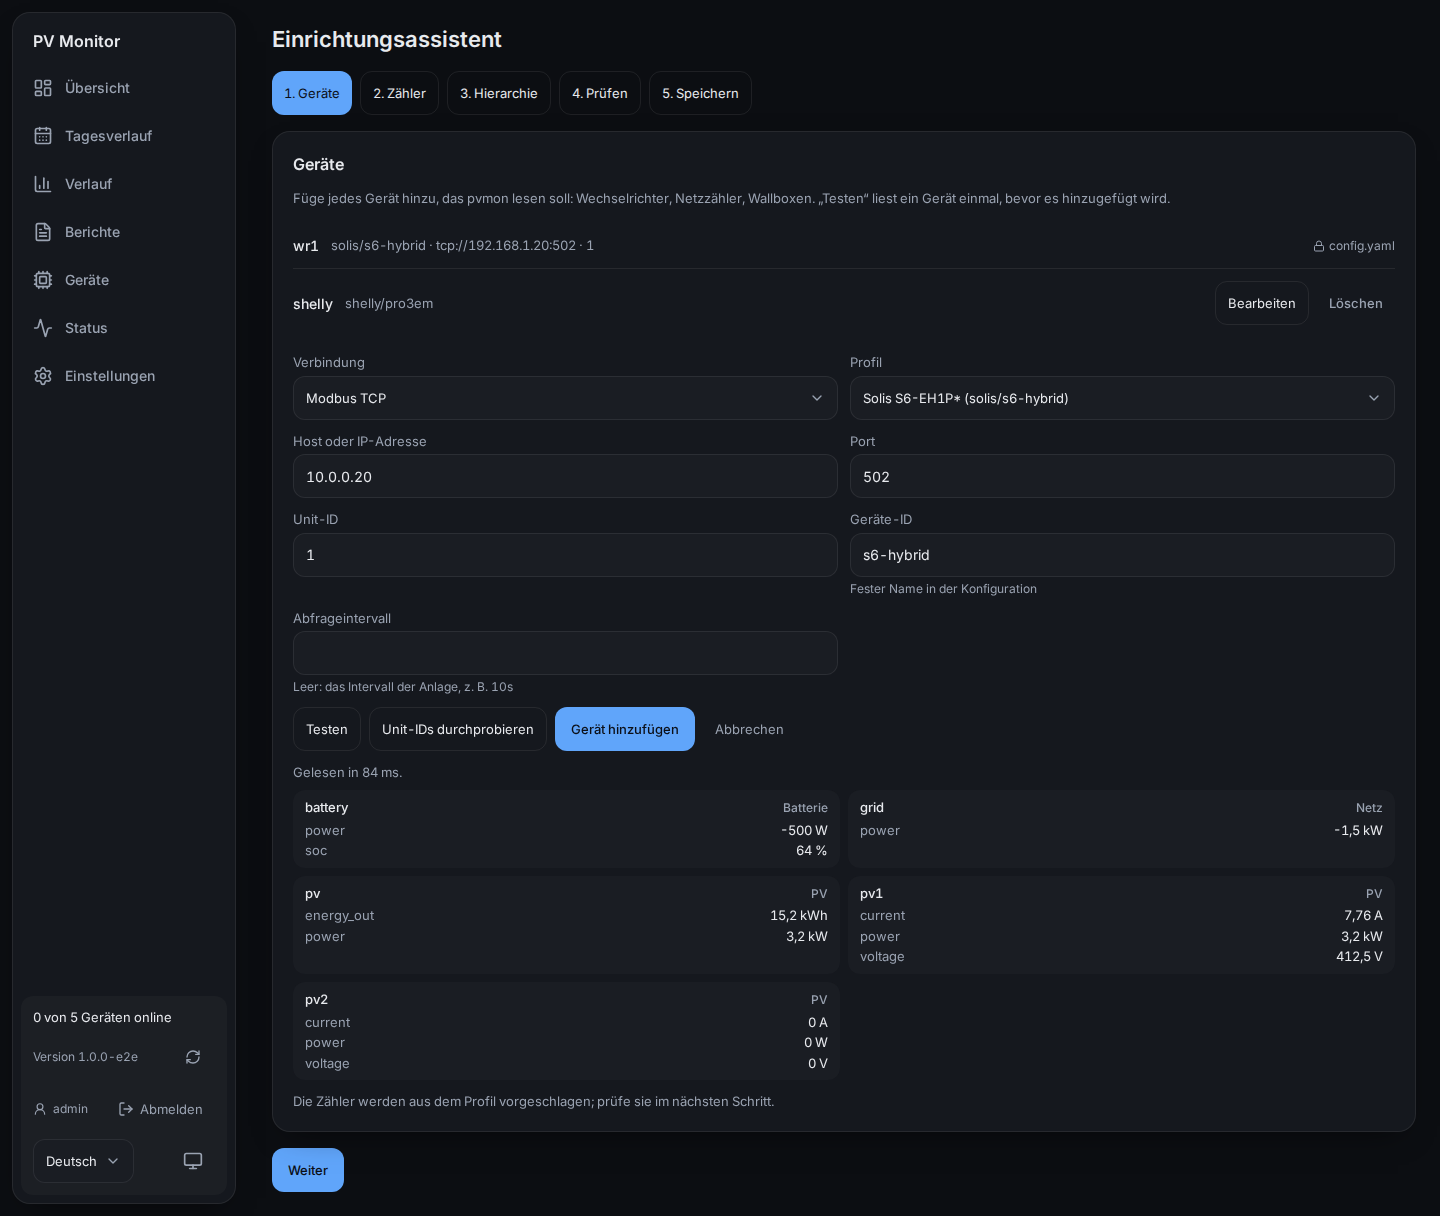 PV Monitor
Übersicht
Tagesverlauf
Verlauf
Berichte
Geräte
Status
Einstellungen
0 von 5 Geräten online
Version 1.0.0-e2e
admin
Abmelden
Deutsch
Einrichtungsassistent
1. Geräte
2. Zähler
3. Hierarchie
4. Prüfen
5. Speichern
Geräte
Füge jedes Gerät hinzu, das pvmon lesen soll: Wechselrichter, Netzzähler, Wallboxen. „Testen“ liest ein Gerät einmal, bevor es hinzugefügt wird.
wr1 solis/s6-hybrid · tcp://192.168.1.20:502 · 1 config.yaml
shelly shelly/pro3em Bearbeiten Löschen
Verbindung
Modbus TCP
Profil
Solis S6-EH1P* (solis/s6-hybrid)
Host oder IP-Adresse
10.0.0.20
Port
502
Unit-ID
1
Geräte-ID
s6-hybrid
Fester Name in der Konfiguration
Abfrageintervall
Leer: das Intervall der Anlage, z. B. 10s
Testen
Unit-IDs durchprobieren
Gerät hinzufügen
Abbrechen
Gelesen in 84 ms.
battery Batterie
power -500 W
soc 64 %
grid Netz
power -1,5 kW
pv PV
energy_out 15,2 kWh
power 3,2 kW
pv1 PV
current 7,76 A
power 3,2 kW
voltage 412,5 V
pv2 PV
current 0 A
power 0 W
voltage 0 V
Die Zähler werden aus dem Profil vorgeschlagen; prüfe sie im nächsten Schritt.
Weiter